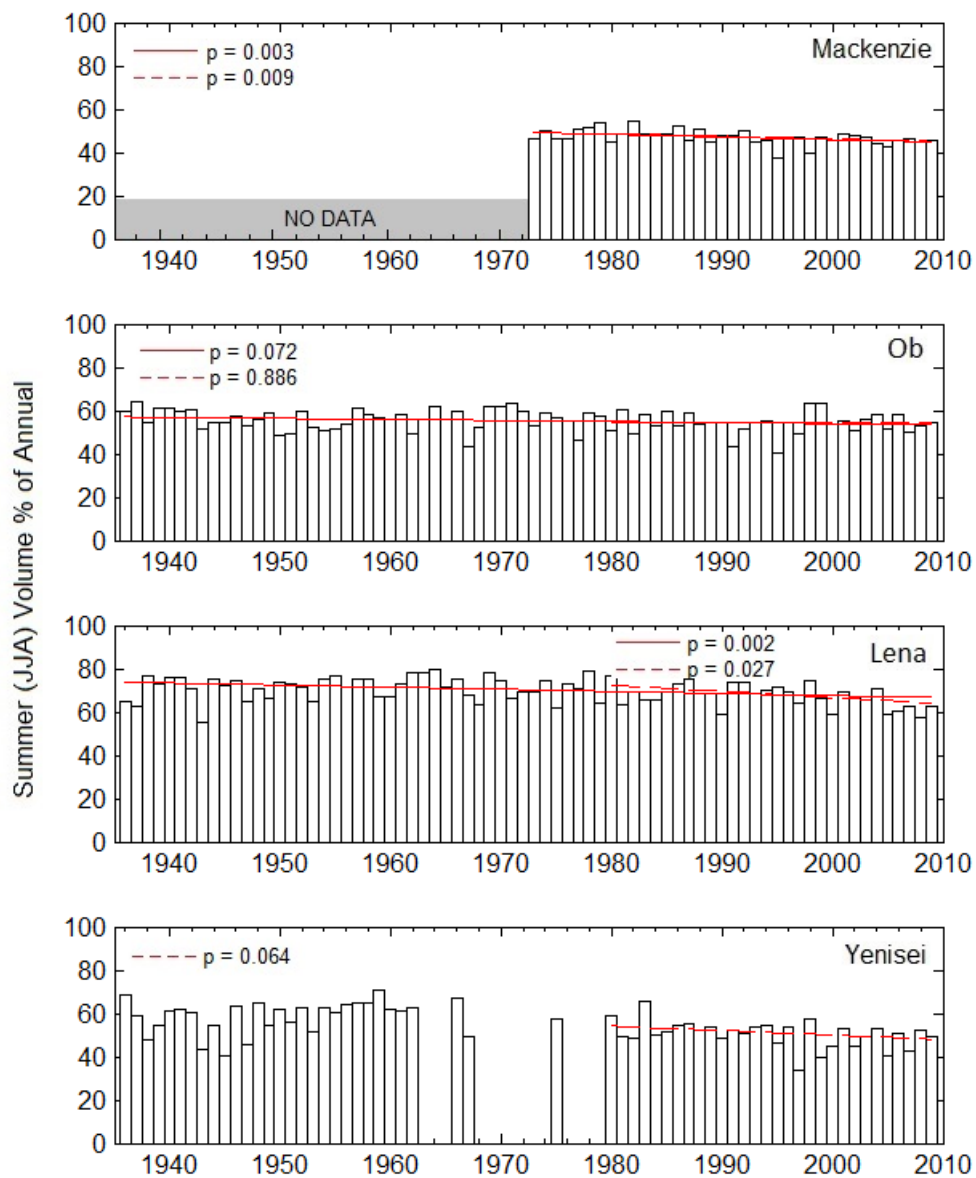 Summer (JJA) Volume % of Annual
100
80
60
40
20
0
p = 0.003
p = 0.009
Mackenzie
NO DATA
1940 1950 1960 1970 1980 1990 2000 2010
100
80
60
40
20
0
p = 0.072
p = 0.886
Ob
1940 1950 1960 1970 1980 1990 2000 2010
100
80
60
40
20
0
p = 0.002
p = 0.027
Lena
1940 1950 1960 1970 1980 1990 2000 2010
100
80
60
40
20
0
p = 0.064
Yenisei
1940 1950 1960 1970 1980 1990 2000 2010